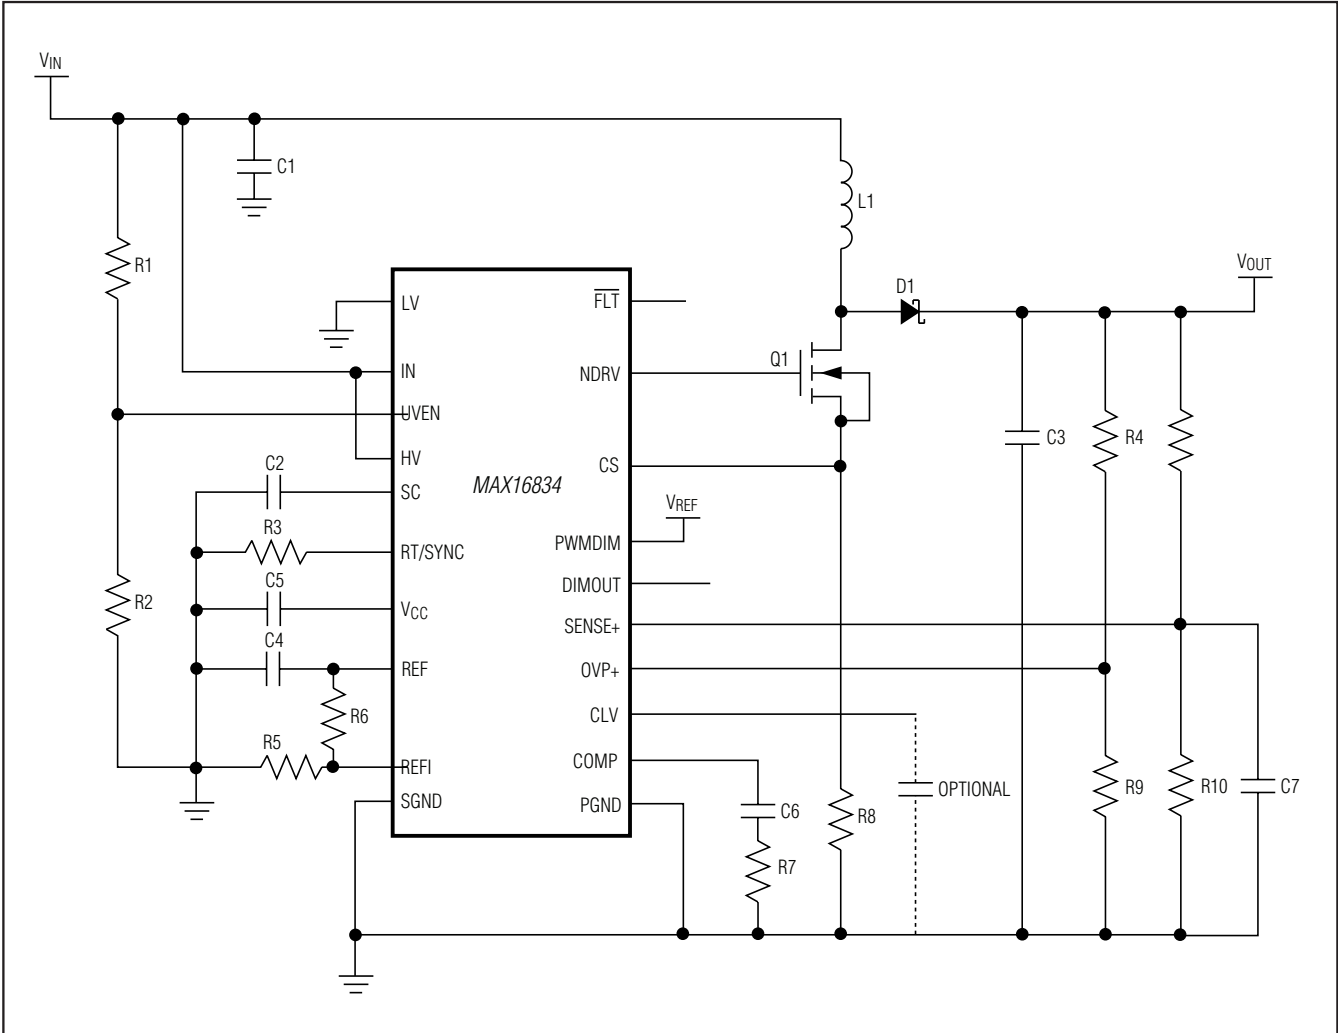 VIN
C1
L1
R1
VOUT
D1
LV
FLT
Q1
IN
NDRV
UVEN
C3
R4
HV
CS
C2
SC
MAX16834
VREF
R3
RT/SYNC
PWMDIM
C5
DIMOUT
R2
VCC
SENSE+
C4
REF
OVP+
R6
CLV
R5
REFI
COMP
OPTIONAL
R9
R10
C7
SGND
PGND
C6
R8
R7